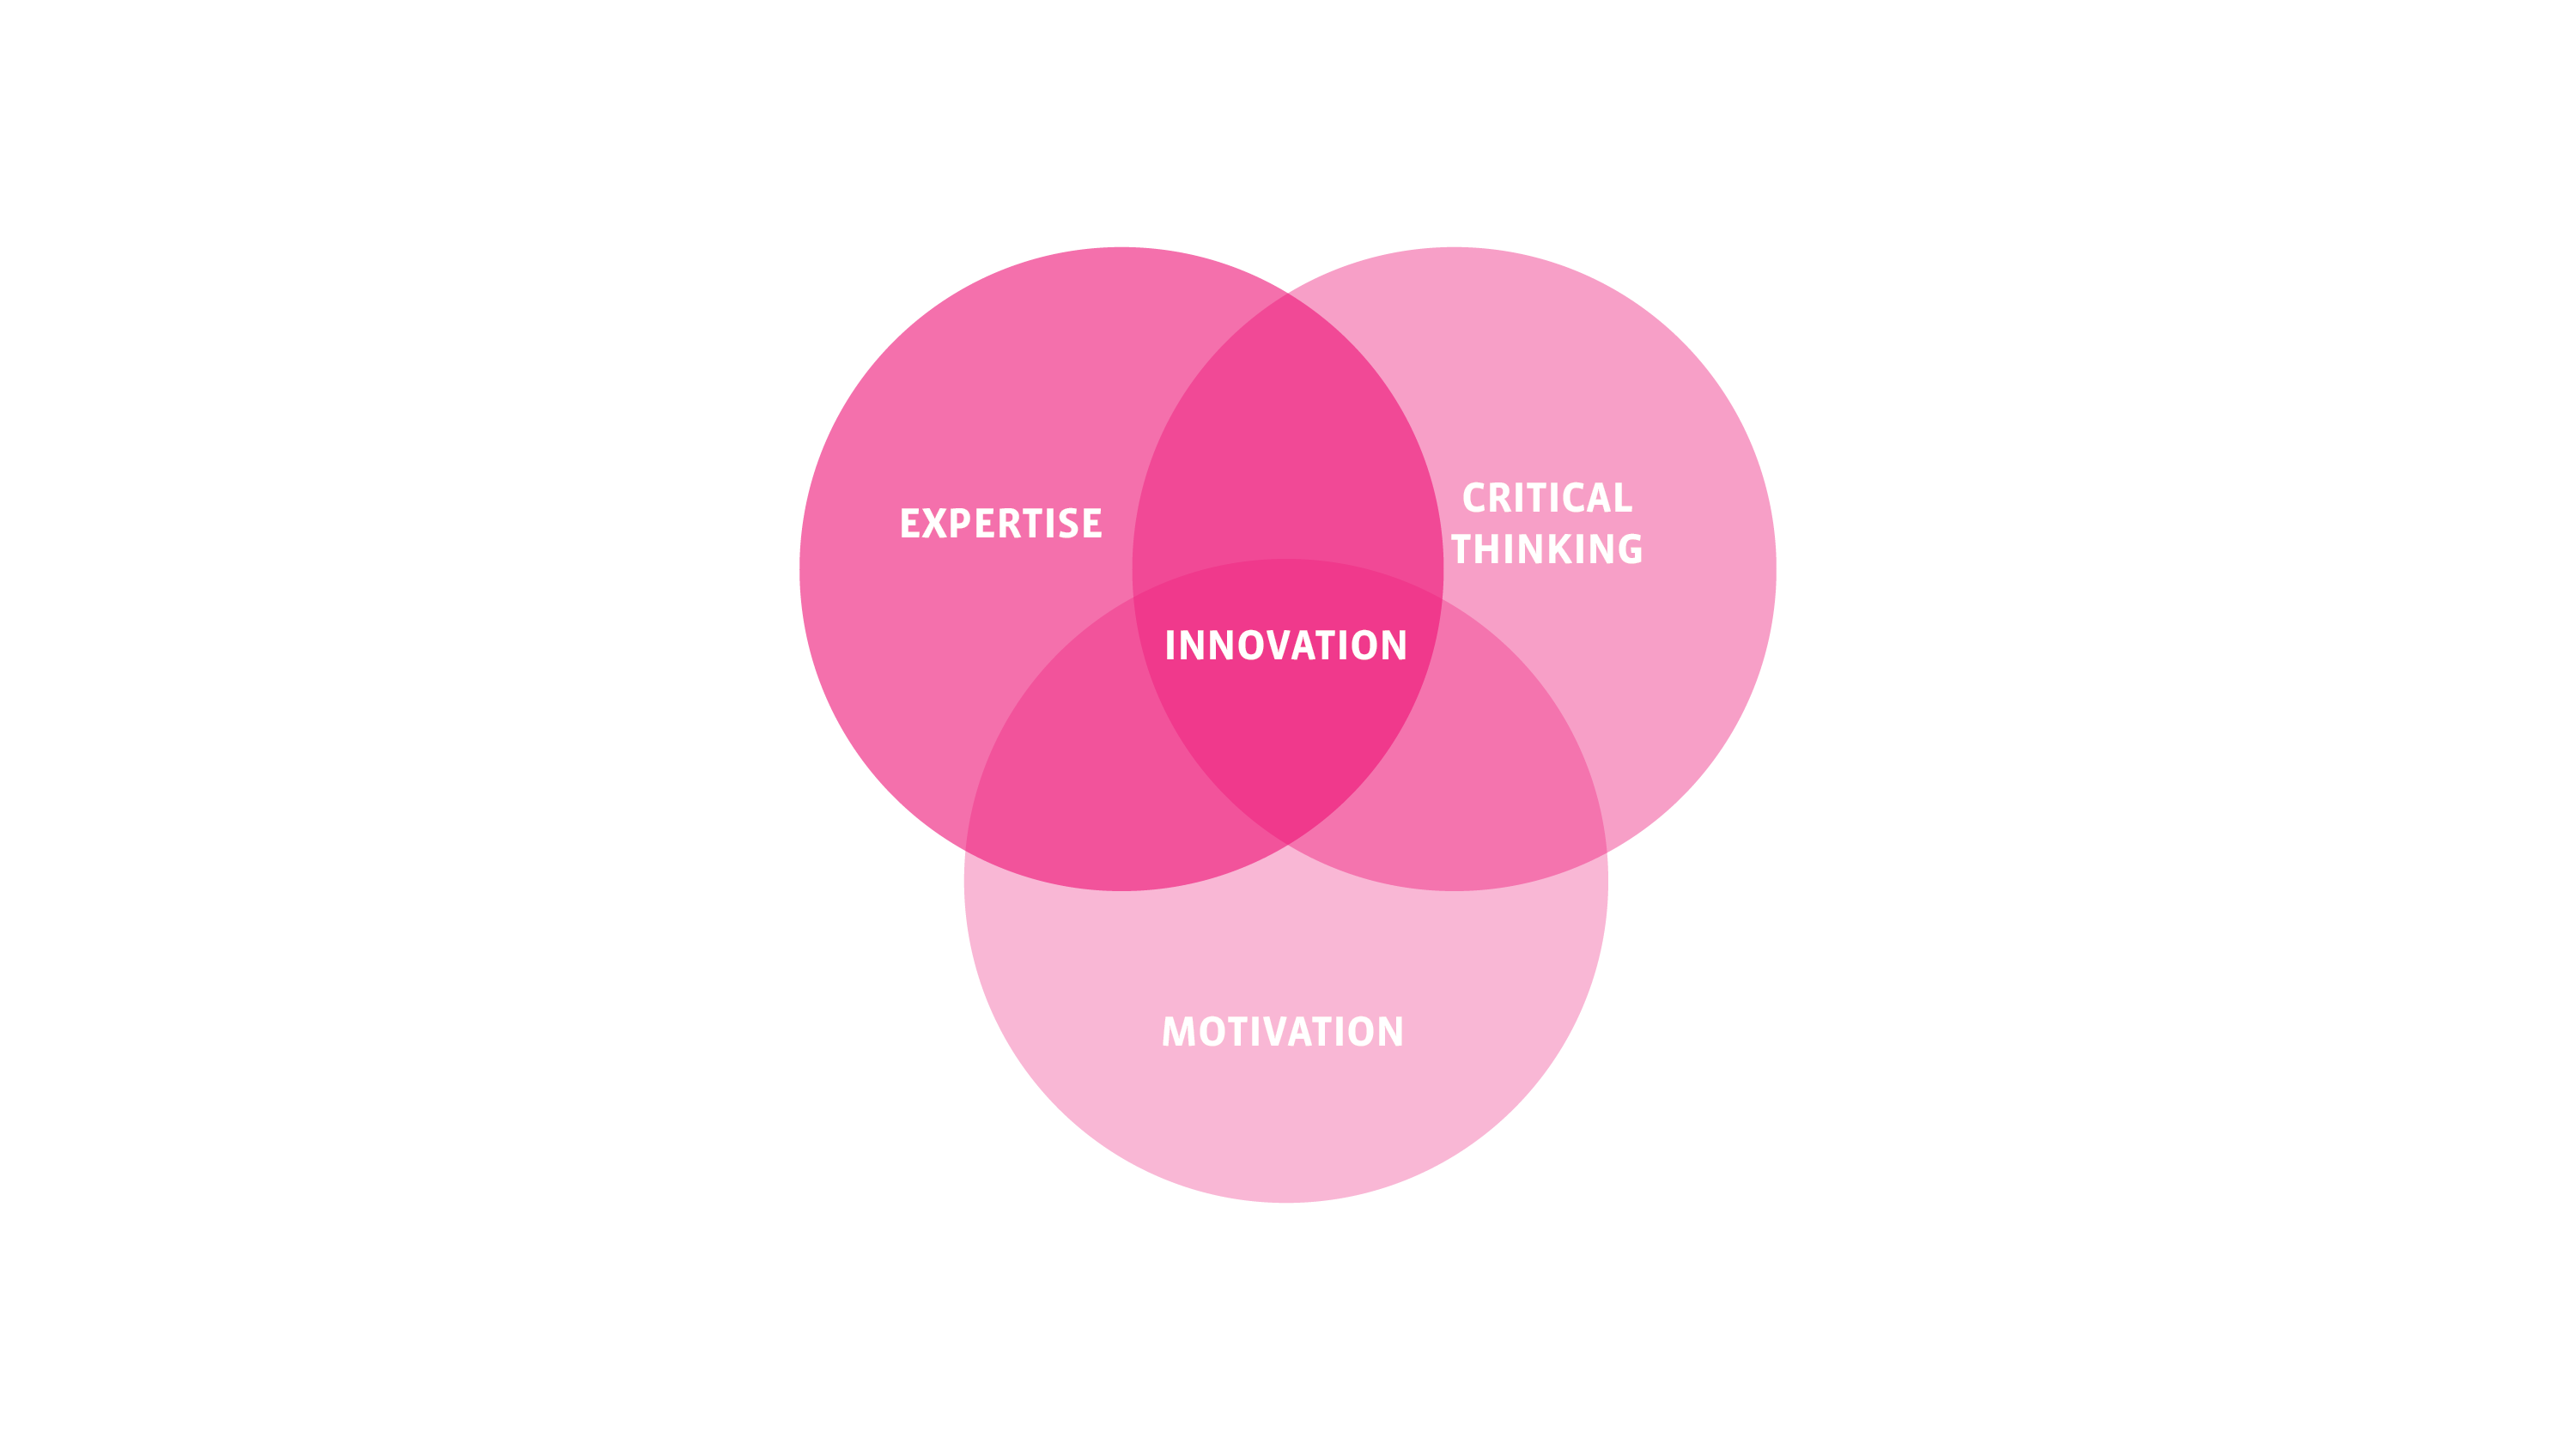 EXPERTISE
CRITICAL
THINKING
INNOVATION
MOTIVATION